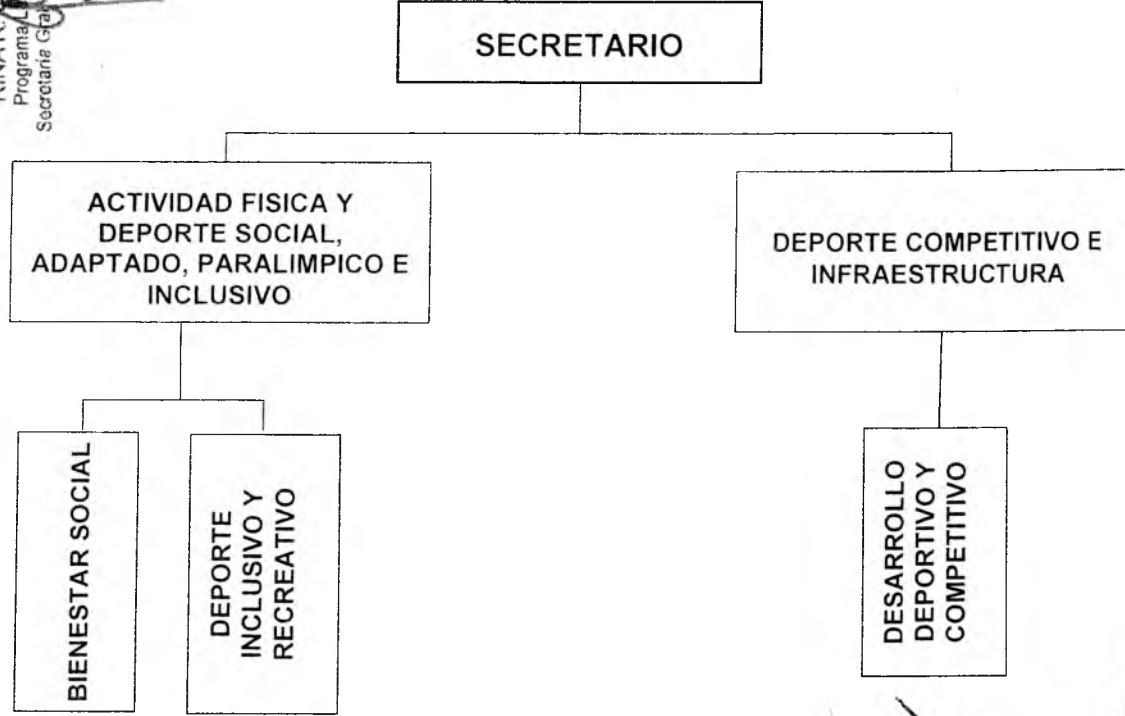 Programa
Secretaria
SECRETARIO
ACTIVIDAD FISICA Y
DEPORTE SOCIAL,
ADAPTADO, PARALIMPICO E
INCLUSIVO
DEPORTE COMPETITIVO E
INFRAESTRUCTURA
BIENESTAR SOCIAL
DEPORTE
INCLUSIVO Y
RECREATIVO
DESARROLLO
DEPORTIVO Y
COMPETITIVO